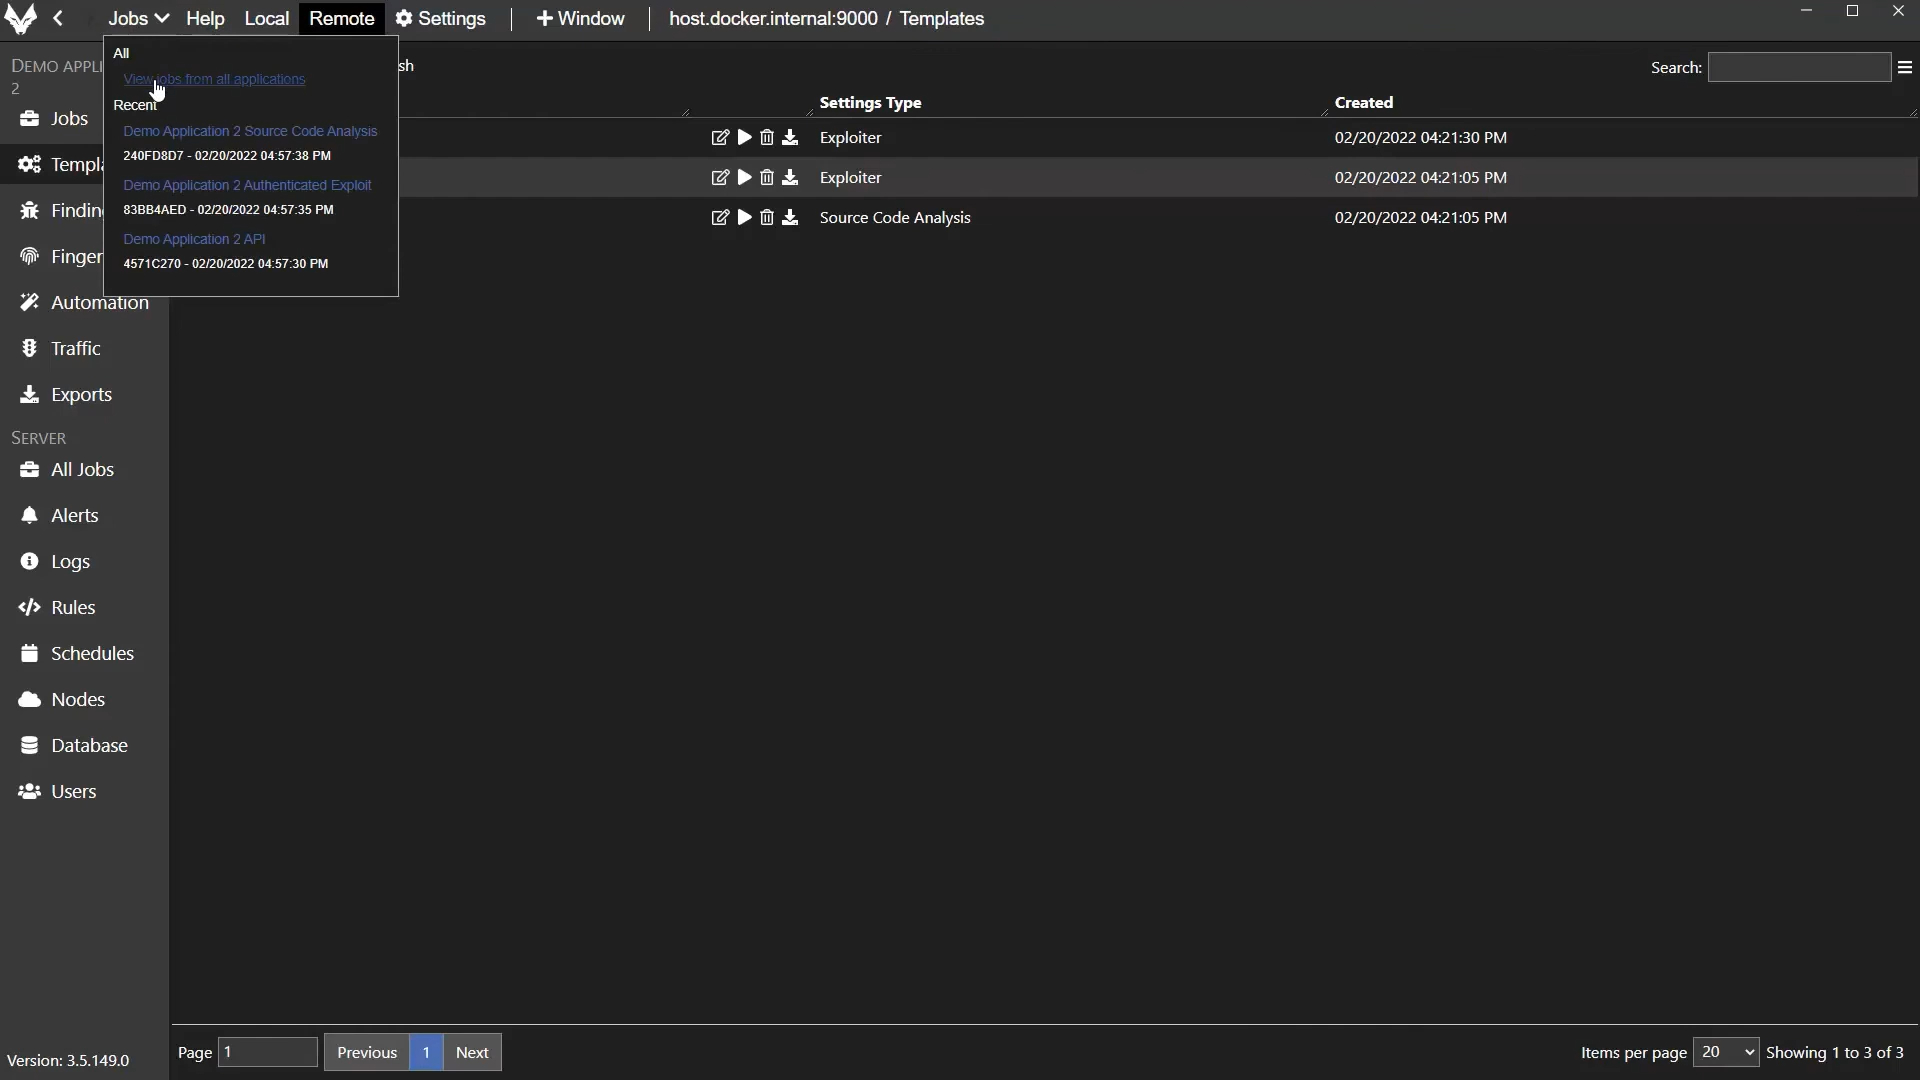 Jobs Help Local Remote Settings | + Window | host.docker.internal:9000 / Templates
All
View jobs from all applications
Recent
Demo Application 2 Source Code Analysis
240FD8D7 - 02/20/2022 04:57:38 PM
Demo Application 2 Authenticated Exploit
83BB4AED - 02/20/2022 04:57:35 PM
Demo Application 2 API
4571C270 - 02/20/2022 04:57:30 PM
sh
Search:
DEMO APPLI
2
Jobs
Templa
Findin
Finger
Automation
Traffic
Exports
SERVER
All Jobs
Alerts
Logs
Rules
Schedules
Nodes
Database
Users
Version: 3.5.149.0
Settings Type Created
Exploiter 02/20/2022 04:21:30 PM
Exploiter 02/20/2022 04:21:05 PM
Source Code Analysis 02/20/2022 04:21:05 PM
Page 1 Previous 1 Next
Items per page 20 Showing 1 to 3 of 3